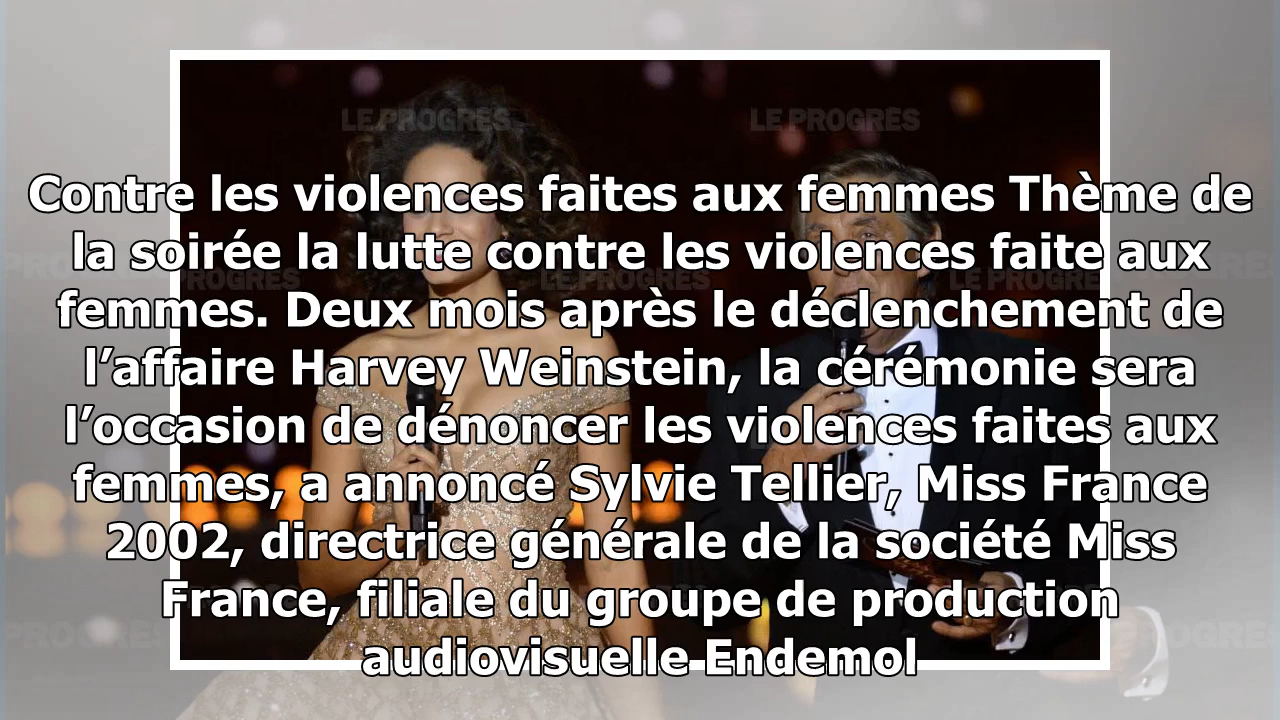 LE PROGRES LE PROGRES
Contre les violences faites aux femmes Thème de
la soirée la lutte contre les violences faite aux
femmes. Deux mois après le déclenchement de
l’affaire Harvey Weinstein, la cérémonie sera
l’occasion de dénoncer les violences faites aux
femmes, a annoncé Sylvie Tellier, Miss France
2002, directrice générale de la société Miss
France, filiale du groupe de production
audiovisuelle Endemol